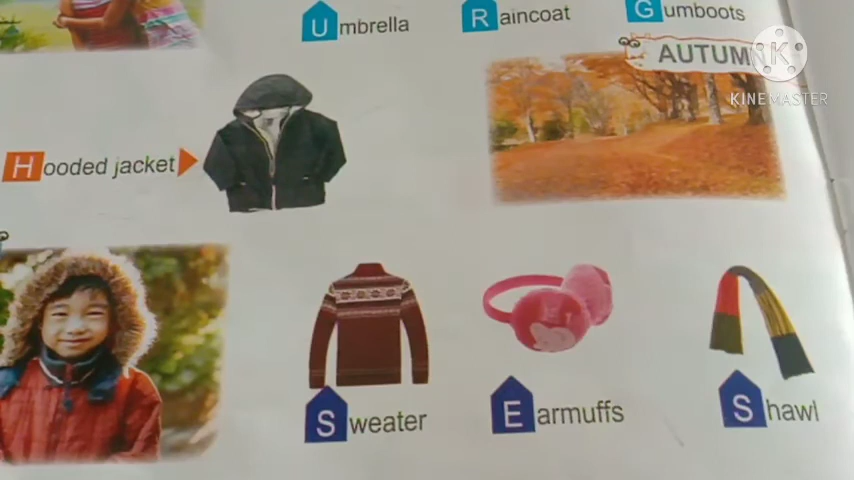 Umbrella
Raincoat
Gumboots
AUTUMN
K
KINEMASTER
Hooded jacket
Sweater
Earmuffs
Shawl